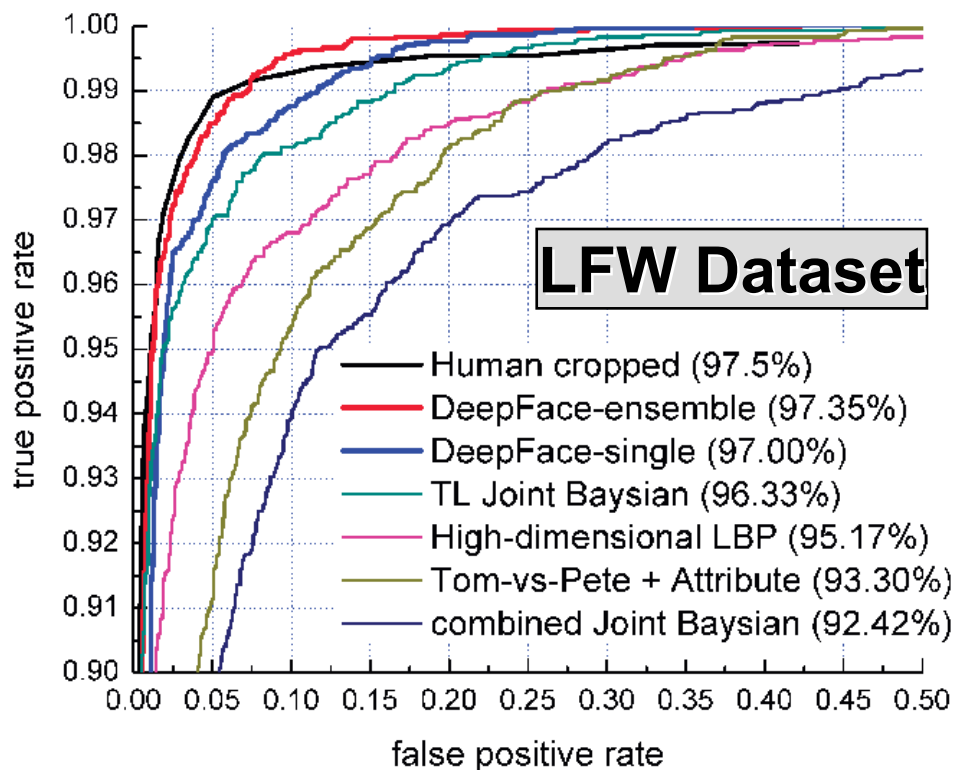 1.00
0.99
0.98
0.97
0.96
0.95
0.94
0.93
0.92
0.91
0.90
true positive rate
LFW Dataset
Human cropped (97.5%)
DeepFace-ensemble (97.35%)
DeepFace-single (97.00%)
TL Joint Baysian (96.33%)
High-dimensional LBP (95.17%)
Tom-vs-Pete + Attribute (93.30%)
combined Joint Baysian (92.42%)
0.00 0.05 0.10 0.15 0.20 0.25 0.30 0.35 0.40 0.45 0.50
false positive rate